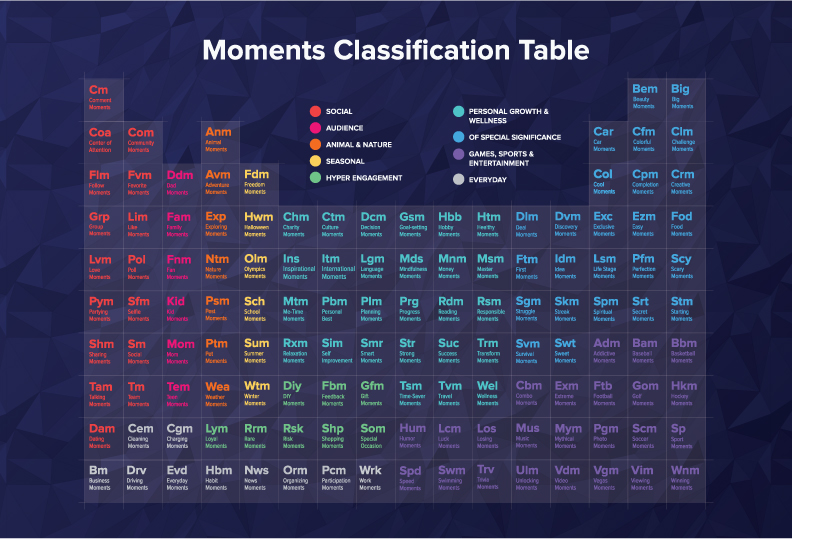 Moments Classification Table
SOCIAL
AUDIENCE
ANIMAL & NATURE
SEASONAL
HYPER ENGAGEMENT
PERSONAL GROWTH &
WELLNESS
OF SPECIAL SIGNIFICANCE
GAMES, SPORTS &
ENTERTAINMENT
EVERYDAY
Cm Bem Big
Comment Beauty Big
Moments Moments Moments
Coa Com Anm Car Cfm Clm
Center of Community Animal Car Colorful Challenge
Attention Moments Moments Moments Moments Moments
Flm Fvm Ddm Avm Fdm Col Cpm Crm
Follow Favorite Dad Adventure Freedom Cool Completion Creative
Moments Moments Moments Moments Moments Moments Moments Moments
Grp Lim Fam Exp Hwm Chm Ctm Dcm Gsm Hbb Htm Dlm Dvm Exc Ezm Fod
Group Like Family Exploring Halloween Charity Culture Decision Goal-setting Hobby Healthy Deal Discovery Exclusive Easy Food
Moments Moments Moments Moments Moments Moments Moments Moments Moments Moments Moments Moments Moments Moments Moments Moments
Lvm Pol Fnm Ntm Olm Ins Itm Lgm Mds Mnm Msm Ftm Idm Lsm Pfm Scy
Love Poll Fan Nature Olympics Inspirational International Language Mindfulness Money Master First Idea Life Stage Perfection Scary
Moments Moments Moments Moments Moments Moments Moments Moments Moments Moments Moments Moments Moments Moments Moments Moments
Pym Sfm Kid Psm Sch Mtm Pbm Plm Prg Rdm Rsm Sgm Skm Spm Srt Stm
Partying Selfie Kid Past School Me-Time Personal Planning Progress Reading Responsible Struggle Streak Spiritual Secret Starting
Moments Moments Moments Moments Moments Moments Best Moments Moments Moments Moments Moments Moments Moments Moments Moments
Shm Sm Mom Ptm Sum Rxm Sim Smr Str Suc Trm Svm Swt Adm Bam Bbm
Sharing Social Mom Pet Summer Relaxation Self Smart Strong Success Transform Survival Sweet Addictive Baseball Basketball
Moments Moments Moments Moments Moments Moments Improvement Moments Moments Moments Moments Moments Moments Moments Moments Moments
Tam Tm Tem Wea Wtm Diy Fbm Gfm Tsm Tvm Wel Cbm Exm Ftb Gom Hkm
Talking Team Teen Weather Winter DIY Feedback Gift Time-Saver Travel Wellness Combo Extreme Football Golf Hockey
Moments Moments Moments Moments Moments Moments Moments Moments Moments Moments Moments Moments Moments Moments Moments Moments
Dam Cem Cgm Lym Rrm Rsk Shp Som Hum Lcm Los Mus Mym Pgm Scm Sp
Dating Cleaning Charging Loyal Rare Risk Shopping Special Humor Luck Losing Music Mythical Photo Soccer Sport
Moments Moments Moments Moments Moments Moments Moments Occasion Moments Moments Moments Moments Moments Moments Moments Moments
Bm Drv Evd Hbm Nws Orm Pcm Wrk Spd Swm Trv Ulm Vdm Vgm Vim Wnm
Business Driving Everyday Habit News Organizing Participation Work Speed Swimming Trivia Unlocking Video Vegas Viewing Winning
Moments Moments Moments Moments Moments Moments Moments Moments Moments Moments Moments Moments Moments Moments Moments Moments